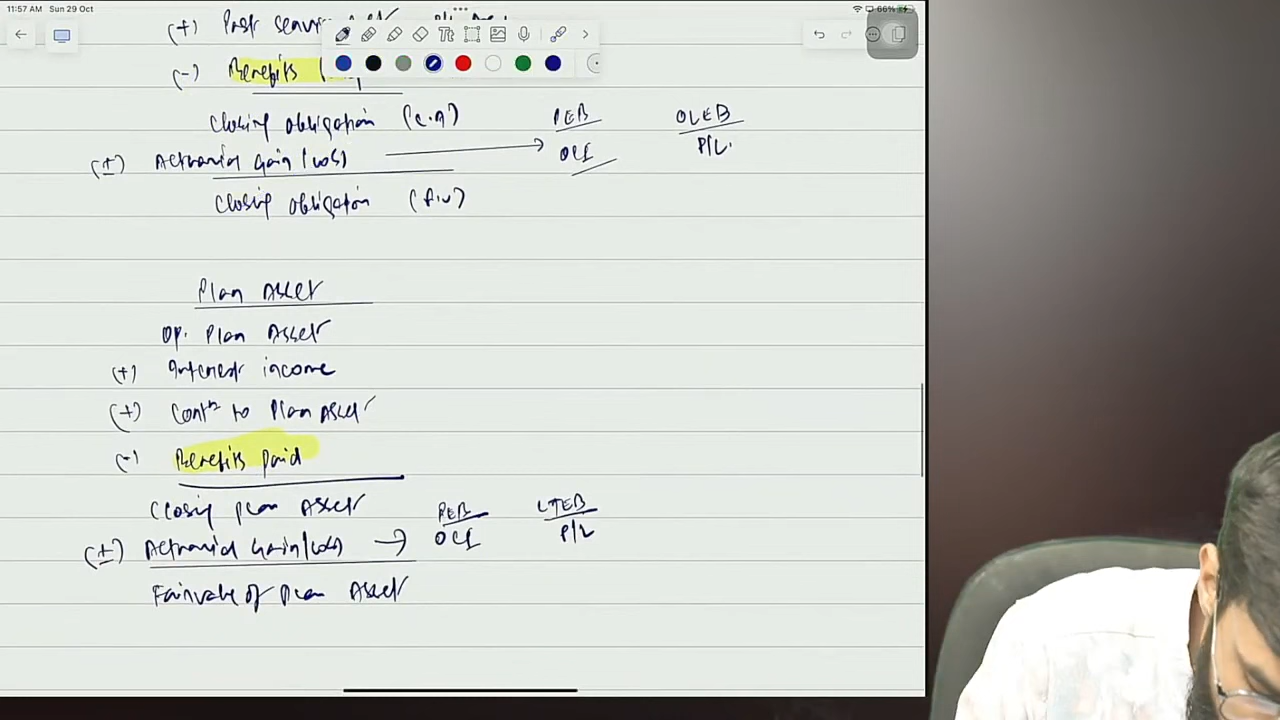 11:57 AM Sun 29 Oct
66%
(+) Past
Tt
(-) Benefits
Closing obligation (C.A) PEB OLEB
(±) Actuarial Gain/(Loss) OCI P/L
Closing obligation (F.V)
Plan Asset
Op. Plan Asset
(+) Interest income
(+) Contn to Plan Asset
(-) Benefits paid
Closing plan Asset PEB LTEB
(±) Actuarial Gain/(Loss) → OCI P/L
Fairvalue of plan Asset